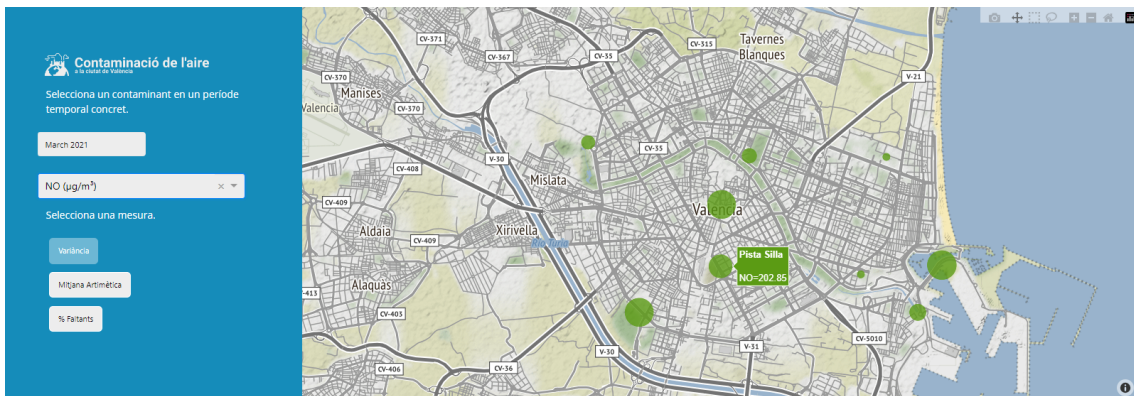 Contaminació de l'aire
a la ciutat de València
Selecciona un contaminant en un període
temporal concret.
March 2021
NO (µg/m³)
Selecciona una mesura.
Variància
Mitjana Artimètica
% Faltants
CV-371
CV-367
CV-35
CV-315
Tavernes
Blanques
V-21
CV-370
Manises
Valencia
CV-370
CV-35
V-30
CV-408
Mislata
CV-409
València
Aldaia
CV-409
Xirivella
Río Turia
Pista Silla
NO=202.85
Alaquàs
V-413
CV-403
CV-5010
V-30
V-31
CV-406
CV-36